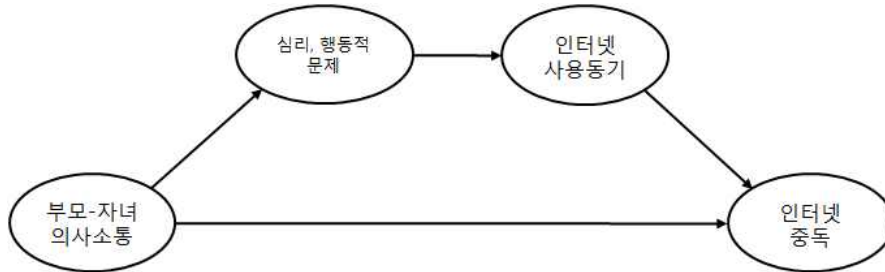 심리, 행동적
문제
인터넷
사용동기
부모-자녀
의사소통
인터넷
중독